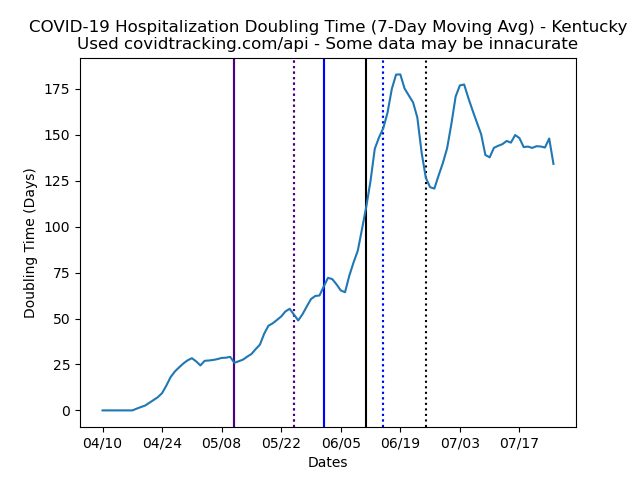 COVID-19 Hospitalization Doubling Time (7-Day Moving Avg) - Kentucky
Used covidtracking.com/api - Some data may be innacurate
175
150
125
100
75
50
25
0
Doubling Time (Days)
04/10 04/24 05/08 05/22 06/05 06/19 07/03 07/17
Dates